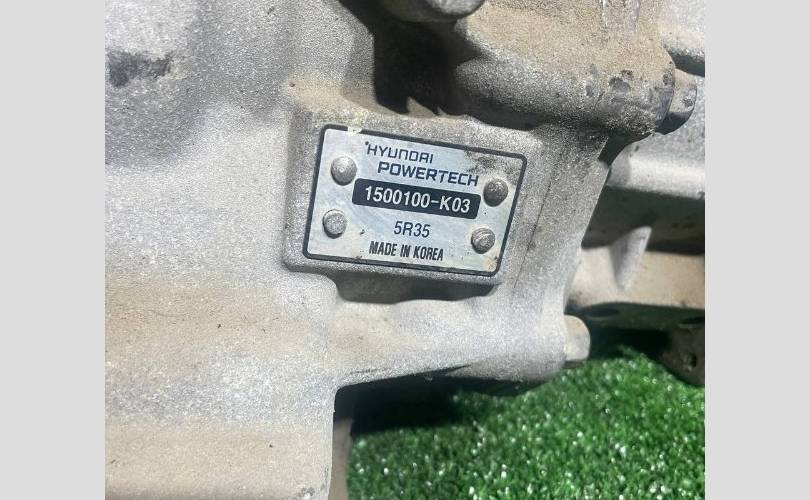 HYUNDAI
POWERTECH
1500100-K03
5R35
MADE IN KOREA